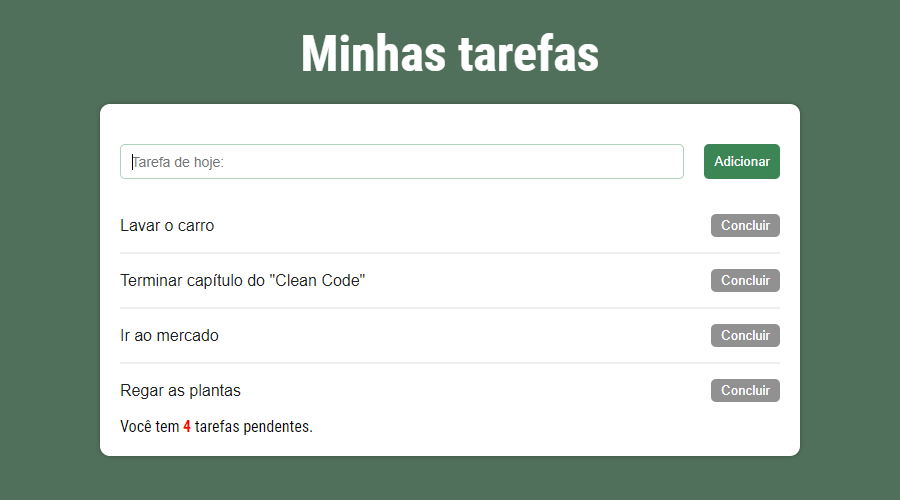 Minhas tarefas
Tarefa de hoje:
Adicionar
Lavar o carro
Concluir
Terminar capítulo do "Clean Code"
Concluir
Ir ao mercado
Concluir
Regar as plantas
Concluir
Você tem 4 tarefas pendentes.